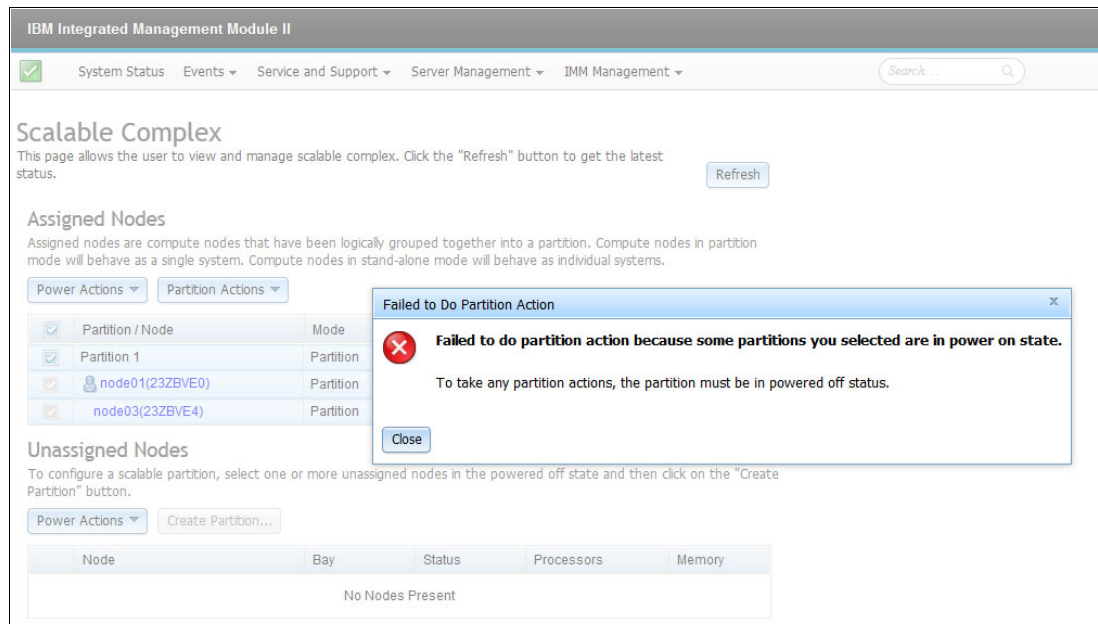 IBM Integrated Management Module II
System Status Events Service and Support Server Management IMM Management Search...
Scalable Complex
This page allows the user to view and manage scalable complex. Click the "Refresh" button to get the latest
status.
Refresh
Assigned Nodes
Assigned nodes are compute nodes that have been logically grouped together into a partition. Compute nodes in partition
mode will behave as a single system. Compute nodes in stand-alone mode will behave as individual systems.
Power Actions Partition Actions
Partition / Node Mode
Partition 1 Partition
node01(23ZBVE0) Partition
node03(23ZBVE4) Partition
Failed to Do Partition Action x
Failed to do partition action because some partitions you selected are in power on state.
To take any partition actions, the partition must be in powered off status.
Close
Unassigned Nodes
To configure a scalable partition, select one or more unassigned nodes in the powered off state and then click on the "Create
Partition" button.
Power Actions Create Partition...
Node Bay Status Processors Memory
No Nodes Present